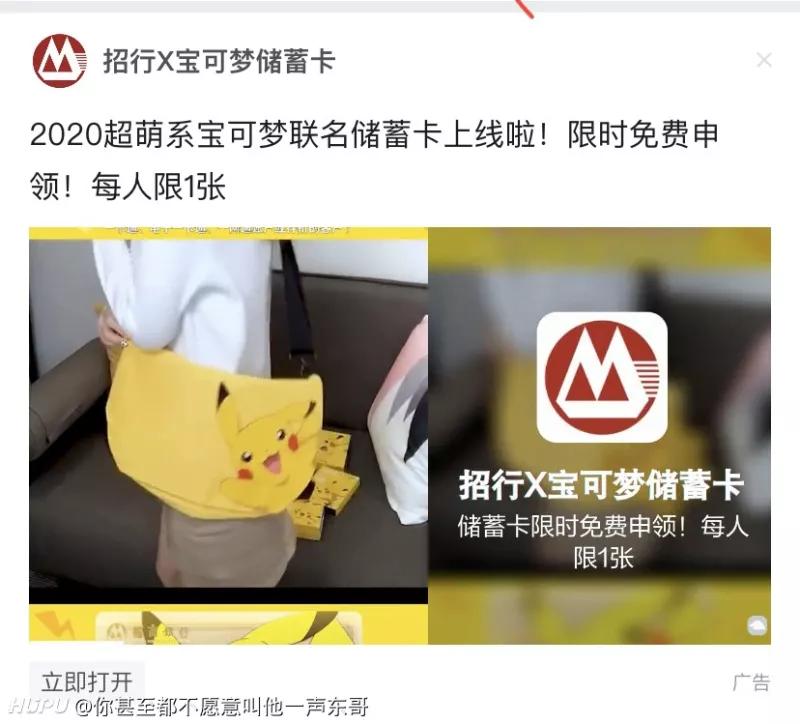 招行X宝可梦储蓄卡
2020超萌系宝可梦联名储蓄卡上线啦！限时免费申
领！每人限1张
招行X宝可梦储蓄卡
储蓄卡限时免费申领！每人
限1张
招商银行
立即打开
广告
HUPU @你甚至都不愿意叫他一声东哥